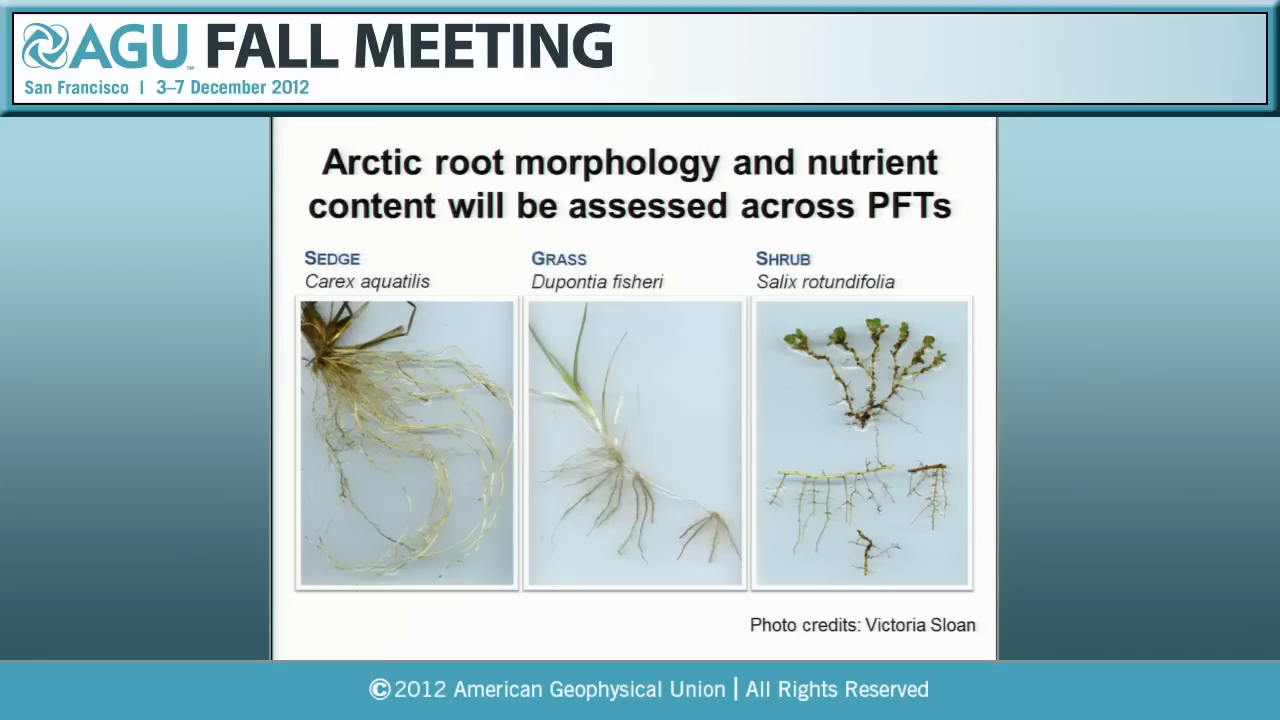 AGU™ FALL MEETING
San Francisco | 3–7 December 2012
Arctic root morphology and nutrient
content will be assessed across PFTs
SEDGE
Carex aquatilis
GRASS
Dupontia fisheri
SHRUB
Salix rotundifolia
Photo credits: Victoria Sloan
©2012 American Geophysical Union | All Rights Reserved